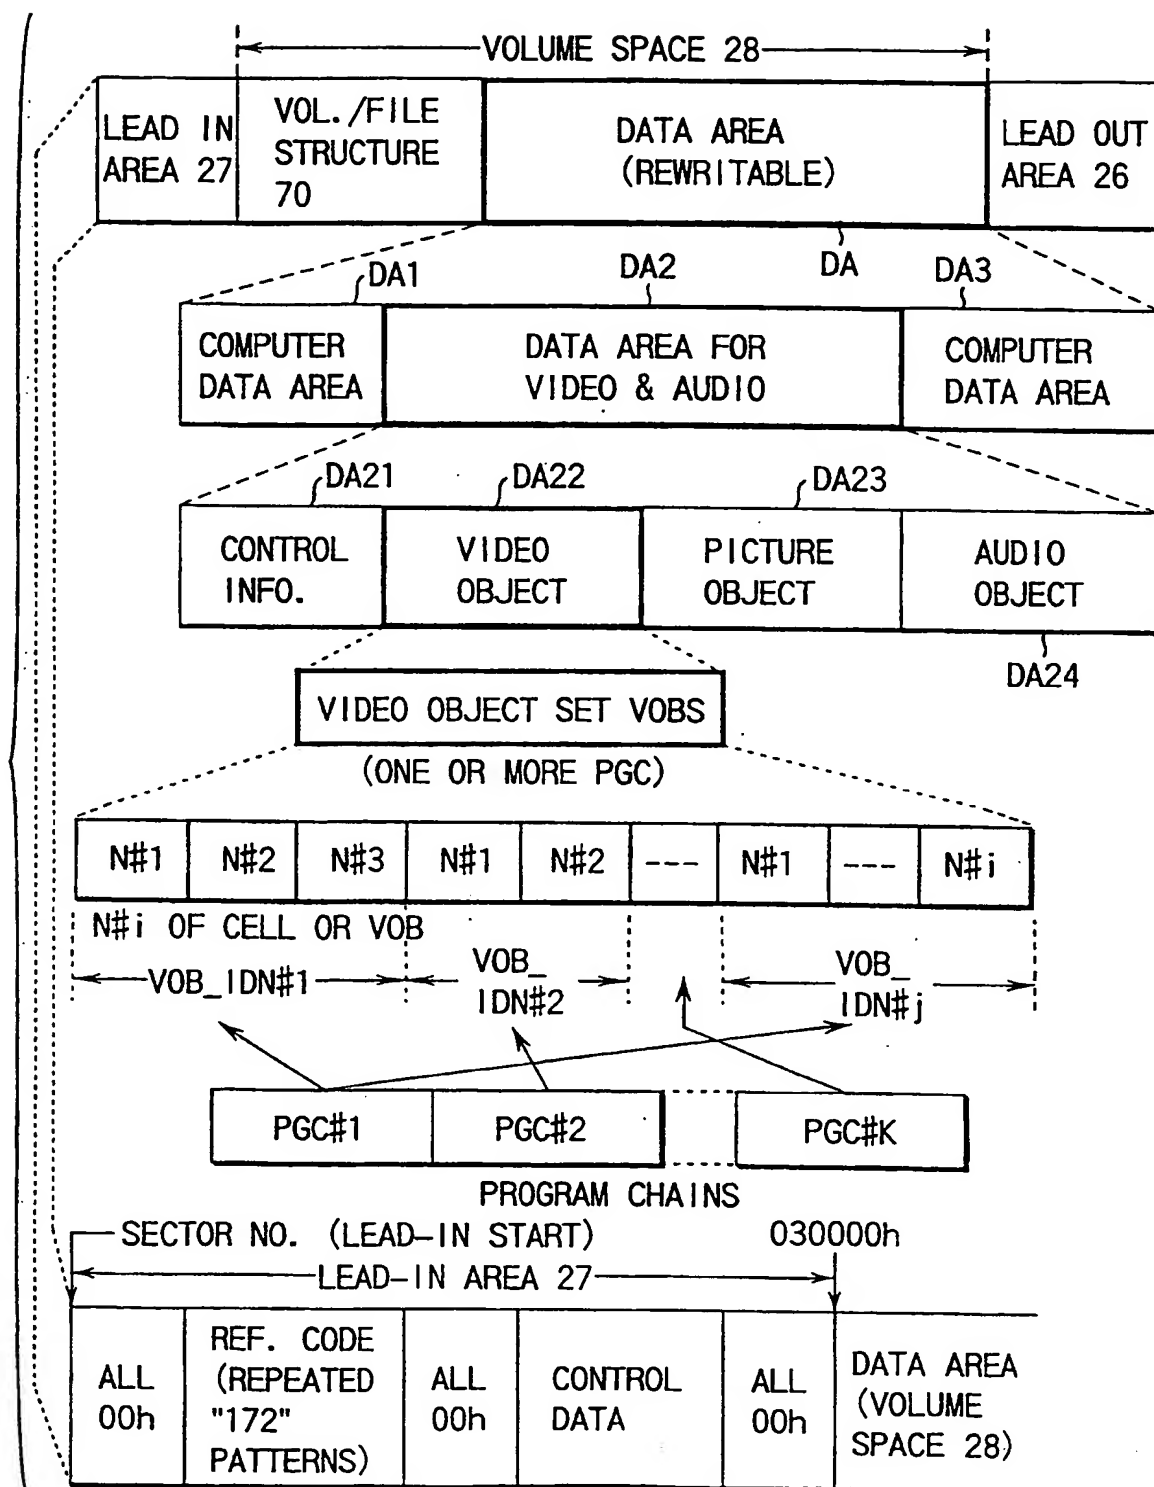 VOLUME SPACE 28
LEAD IN
AREA 27
VOL./FILE
STRUCTURE
70
DATA AREA
(REWRITABLE)
LEAD OUT
AREA 26
DA1
DA2
DA
DA3
COMPUTER
DATA AREA
DATA AREA FOR
VIDEO & AUDIO
COMPUTER
DATA AREA
DA21
DA22
DA23
CONTROL
INFO.
VIDEO
OBJECT
PICTURE
OBJECT
AUDIO
OBJECT
DA24
VIDEO OBJECT SET VOBS
(ONE OR MORE PGC)
N#1
N#2
N#3
N#1
N#2
---
N#1
---
N#i
N#i OF CELL OR VOB
VOB_IDN#1
VOB_
IDN#2
VOB_
IDN#j
PGC#1
PGC#2
PGC#K
PROGRAM CHAINS
SECTOR NO. (LEAD-IN START)
030000h
LEAD-IN AREA 27
ALL
00h
REF. CODE
(REPEATED
"172"
PATTERNS)
ALL
00h
CONTROL
DATA
ALL
00h
DATA AREA
(VOLUME
SPACE 28)